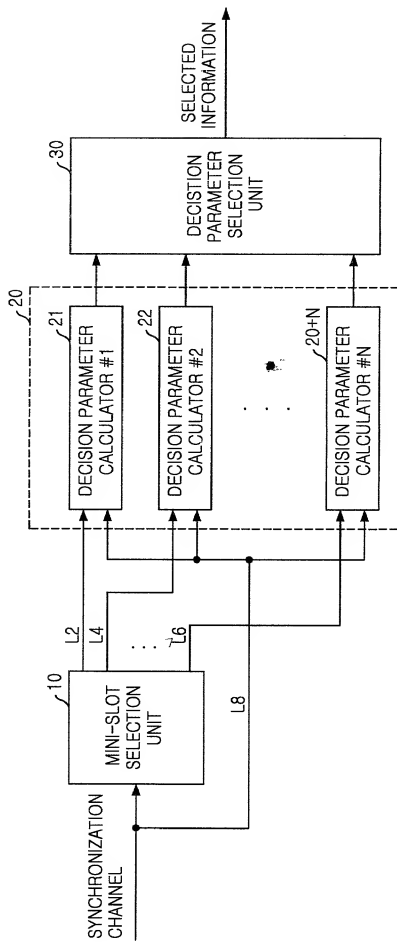 SYNCHRONIZATION
CHANNEL
10
MINI-SLOT
SELECTION
UNIT
L2
L4
. . .
L6
L8
20
21
DECISION PARAMETER
CALCULATOR #1
22
DECISION PARAMETER
CALCULATOR #2
. . .
20+N
DECISION PARAMETER
CALCULATOR #N
30
DECISTION
PARAMETER
SELECTION
UNIT
SELECTED
INFORMATION